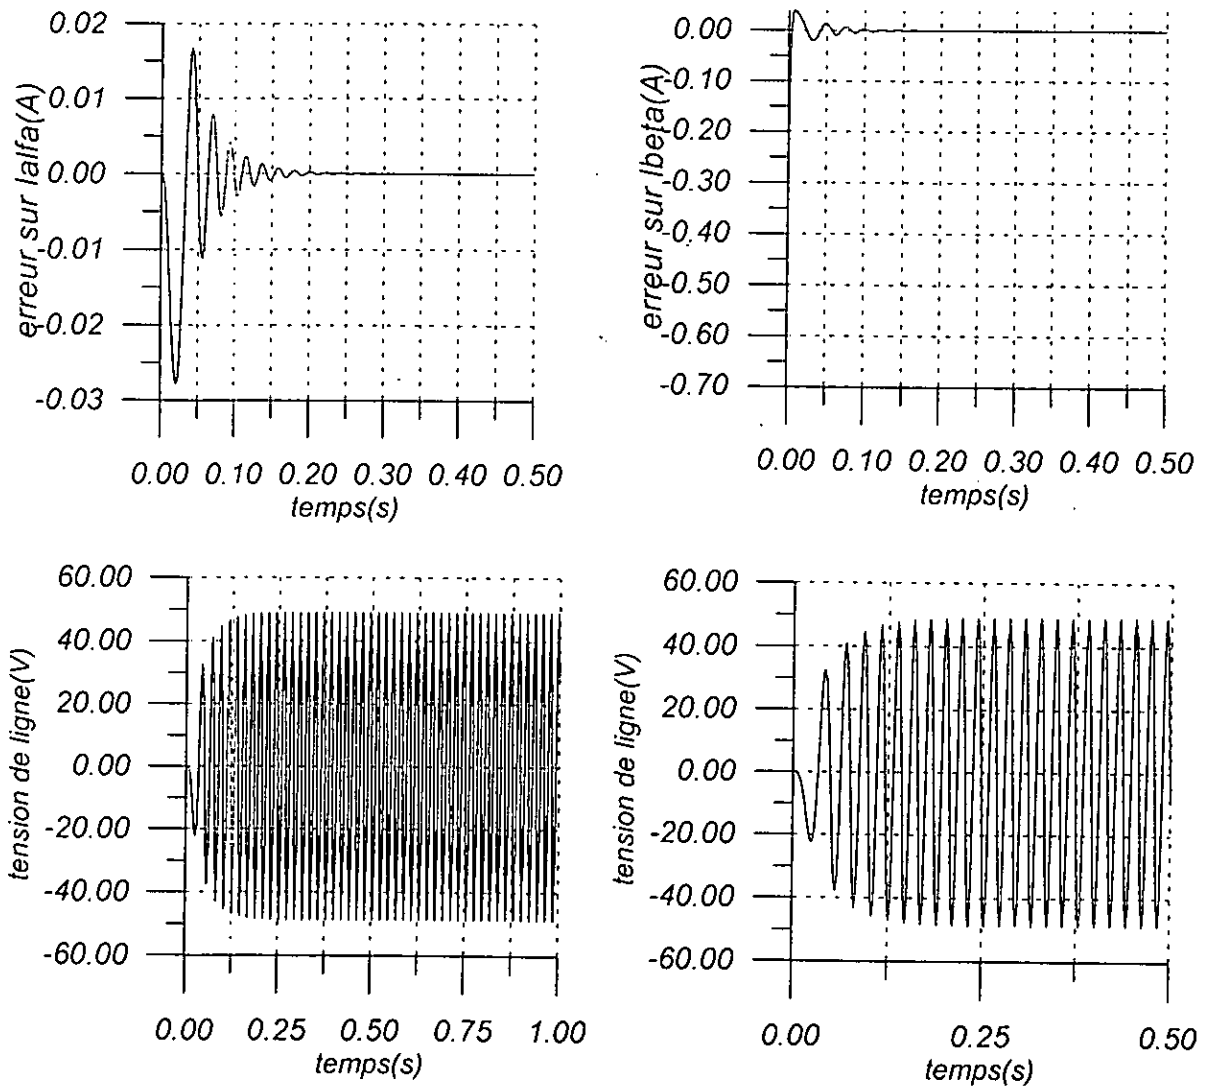 0.02
0.01
0.00
-0.01
-0.02
-0.03
erreur sur Ialfa(A)
0.00 0.10 0.20 0.30 0.40 0.50
temps(s)
0.00
-0.10
-0.20
-0.30
-0.40
-0.50
-0.60
-0.70
erreur sur Ibeta(A)
0.00 0.10 0.20 0.30 0.40 0.50
temps(s)
60.00
40.00
20.00
0.00
-20.00
-40.00
-60.00
tension de ligne(V)
0.00 0.25 0.50 0.75 1.00
temps(s)
60.00
40.00
20.00
0.00
-20.00
-40.00
-60.00
tension de ligne(V)
0.00 0.25 0.50
temps(s)